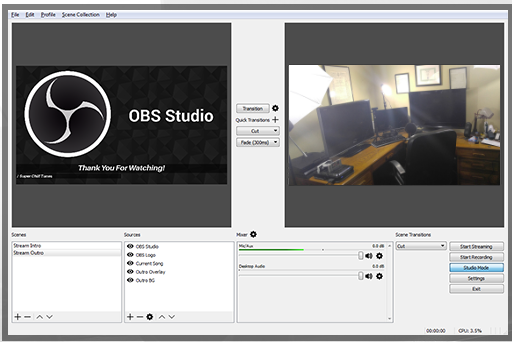 File Edit Profile Scene Collection Help
OBS Studio
Thank You For Watching!
/ Super Chill Tunes
Transition
Quick Transitions
Cut
Fade (300ms)
Scenes
Stream Intro
Stream Outro
Sources
OBS Studio
OBS Logo
Current Song
Outro Overlay
Outro BG
Mixer
Mic/Aux 0.0 dB
Desktop Audio 0.0 dB
Scene Transitions
Cut
Start Streaming
Start Recording
Studio Mode
Settings
Exit
00:00:00 CPU: 3.5%